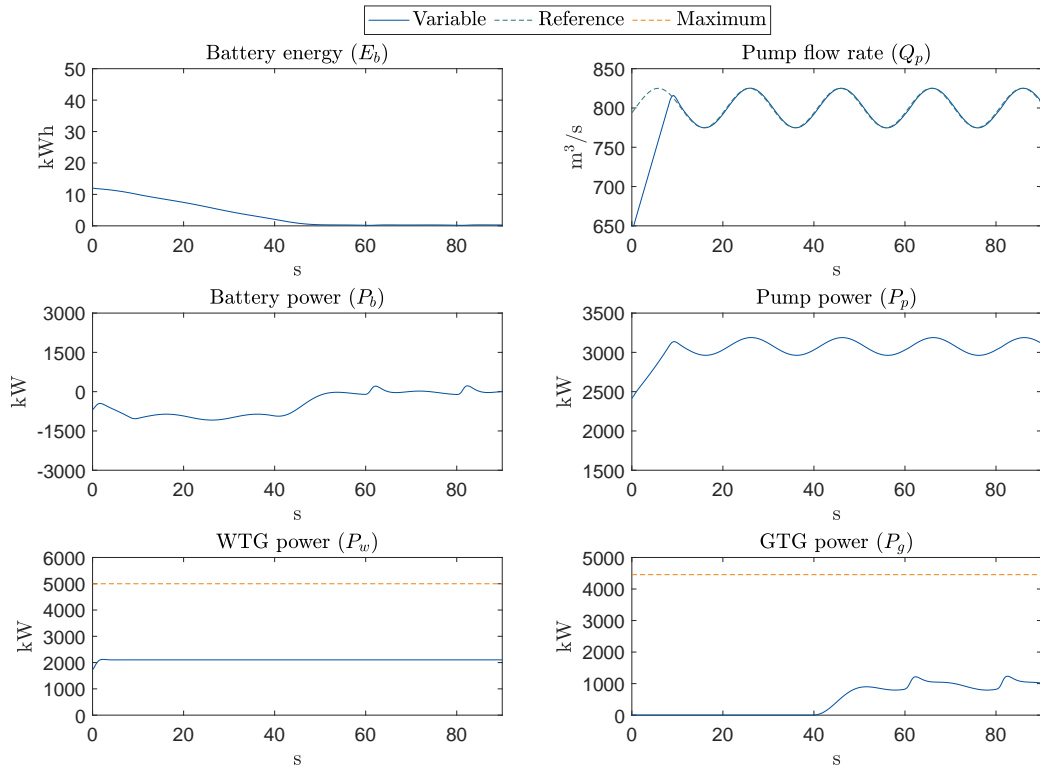 Variable Reference Maximum
Battery energy (E_b)
50
40
30
20
10
0
kWh
0 20 40 60 80
s
Pump flow rate (Q_p)
850
800
750
700
650
m³/s
0 20 40 60 80
s
Battery power (P_b)
3000
1500
0
-1500
-3000
kW
0 20 40 60 80
s
Pump power (P_p)
3500
3000
2500
2000
1500
kW
0 20 40 60 80
s
WTG power (P_w)
6000
5000
4000
3000
2000
1000
0
kW
0 20 40 60 80
s
GTG power (P_g)
5000
4000
3000
2000
1000
0
kW
0 20 40 60 80
s